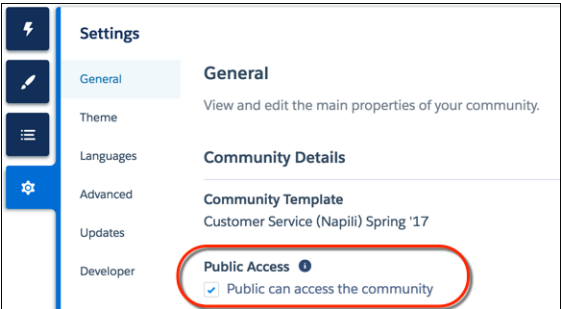 Settings
General
Theme
Languages
Advanced
Updates
Developer
General
View and edit the main properties of your community.
Community Details
Community Template
Customer Service (Napili) Spring '17
Public Access
Public can access the community